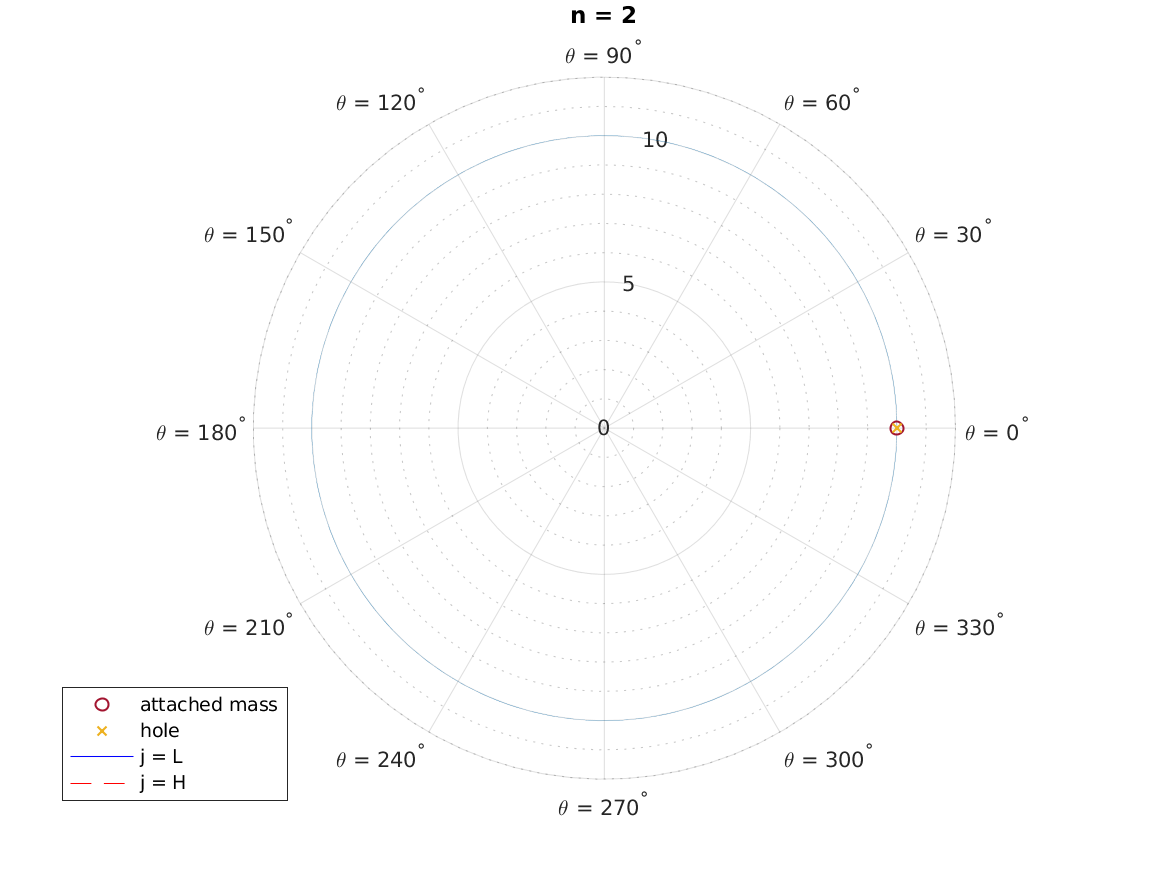 n = 2
θ = 90°
θ = 120°
θ = 60°
10
θ = 150°
θ = 30°
5
θ = 180°
0
θ = 0°
θ = 210°
θ = 330°
attached mass
hole
j = L
j = H
θ = 240°
θ = 300°
θ = 270°